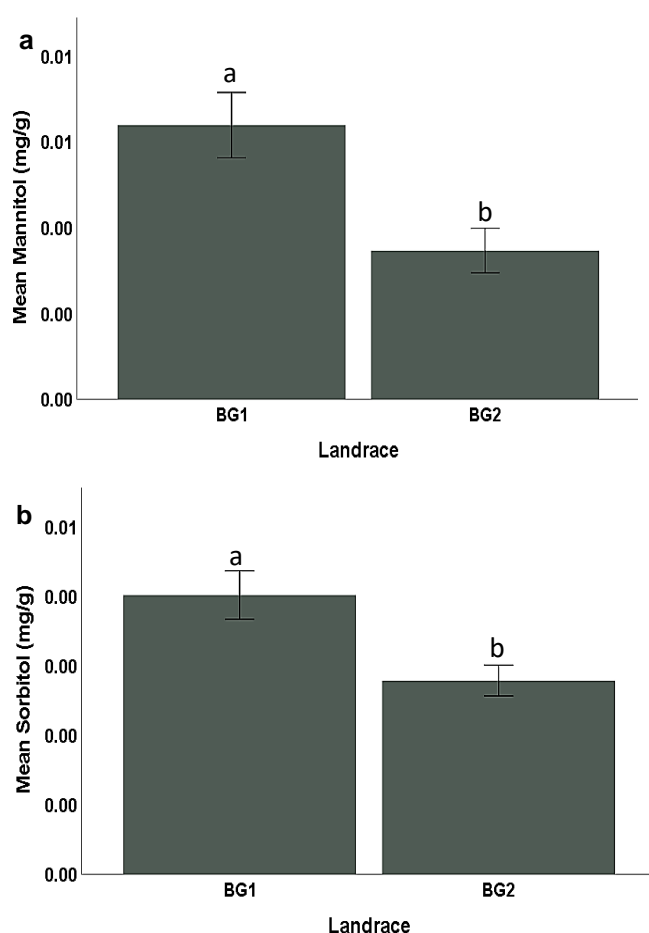 a
0.01
0.01
0.00
0.00
0.00
Mean Mannitol (mg/g)
a
b
BG1 BG2
Landrace
b
0.01
0.00
0.00
0.00
0.00
0.00
Mean Sorbitol (mg/g)
a
b
BG1 BG2
Landrace